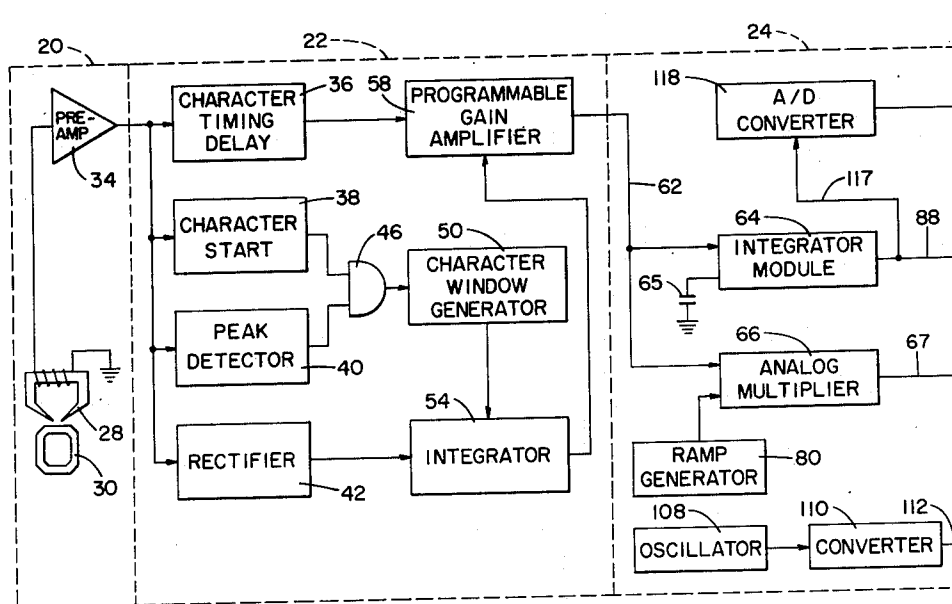 20
22
24
PRE-
AMP
34
CHARACTER
TIMING
DELAY
36
58
PROGRAMMABLE
GAIN
AMPLIFIER
118
A/D
CONVERTER
62
117
38
CHARACTER
START
46
50
CHARACTER
WINDOW
GENERATOR
64
INTEGRATOR
MODULE
88
65
PEAK
DETECTOR
40
66
ANALOG
MULTIPLIER
67
28
30
54
RECTIFIER
42
INTEGRATOR
RAMP
GENERATOR
80
108
OSCILLATOR
110
CONVERTER
112